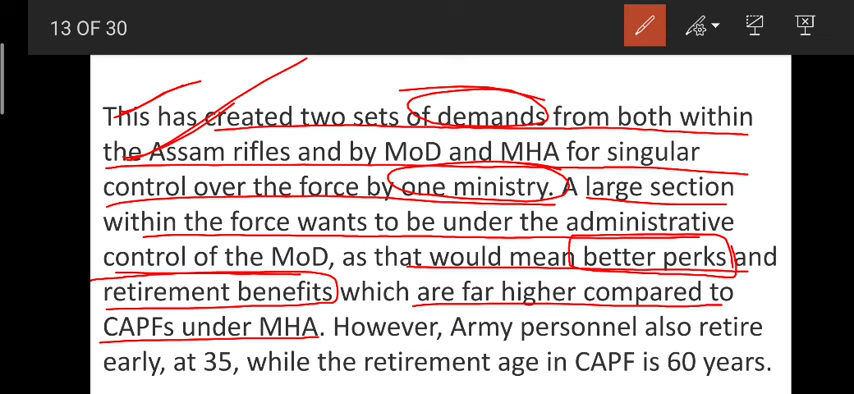 13 OF 30
This has created two sets of demands from both within
the Assam rifles and by MoD and MHA for singular
control over the force by one ministry. A large section
within the force wants to be under the administrative
control of the MoD, as that would mean better perks and
retirement benefits which are far higher compared to
CAPFs under MHA. However, Army personnel also retire
early, at 35, while the retirement age in CAPF is 60 years.